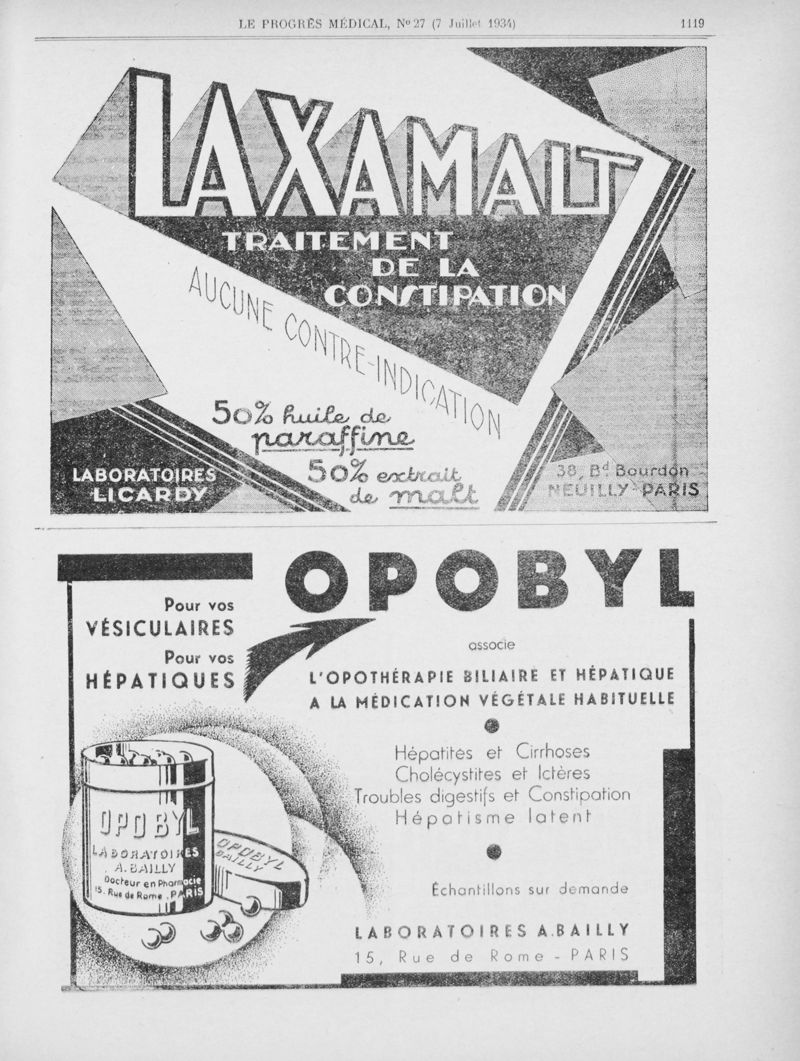 LE PROGRÈS MÉDICAL, No 27 (7 Juillet 1934) 1119
LAXAMALT
TRAITEMENT
DE LA
CONSTIPATION
AUCUNE CONTRE-INDICATION
50% huile de
paraffine
50% extrait
de malt
LABORATOIRES
LICARDY
38, Bd Bourdon
NEUILLY-PARIS
OPOBYL
Pour vos
VÉSICULAIRES
Pour vos
HÉPATIQUES
associe
L'OPOTHÉRAPIE BILIAIRE ET HÉPATIQUE
A LA MÉDICATION VÉGÉTALE HABITUELLE
Hépatites et Cirrhoses
Cholécystites et Ictères
Troubles digestifs et Constipation
Hépatisme latent
Échantillons sur demande
LABORATOIRES A. BAILLY
15, Rue de Rome - PARIS
OPOBYL
LABORATOIRES
A. BAILLY
Docteur en Pharmacie
15, Rue de Rome, PARIS
OPOBYL
BAILLY